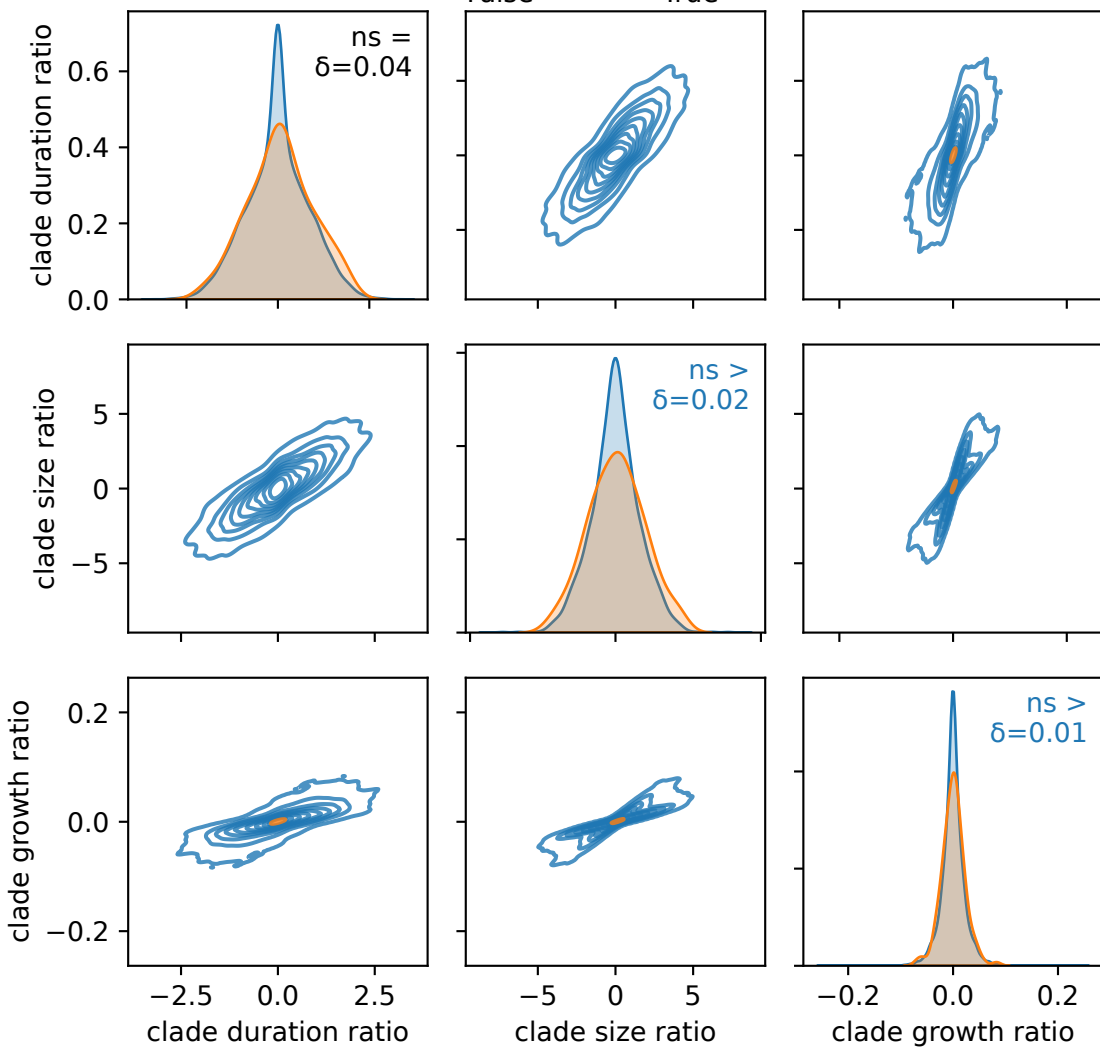 clade duration ratio
0.6
0.4
0.2
0.0
ns =
δ=0.04
clade size ratio
5
0
−5
ns >
δ=0.02
clade growth ratio
0.2
0.0
−0.2
ns >
δ=0.01
−2.5 0.0 2.5
−5 0 5
−0.2 0.0 0.2
clade duration ratio
clade size ratio
clade growth ratio